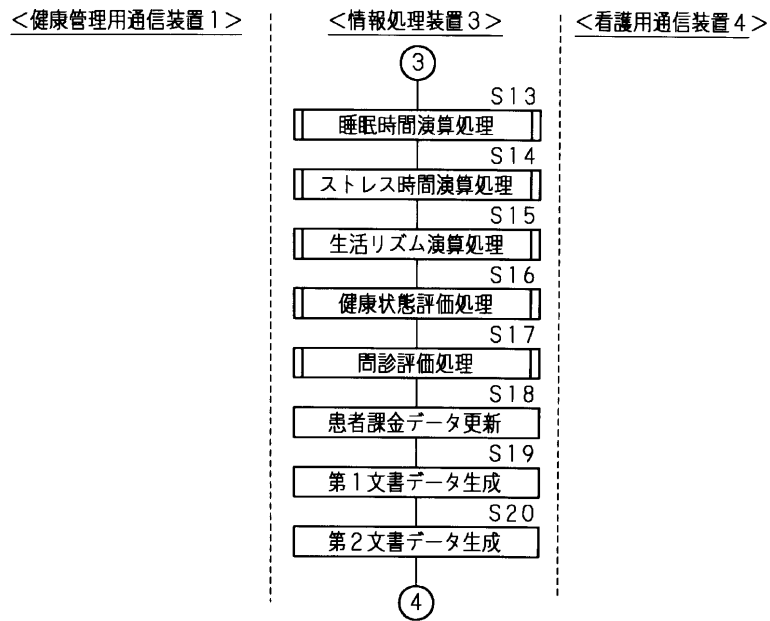 <健康管理用通信装置1> <情報処理装置3> <看護用通信装置4>
3
S13
睡眠時間演算処理
S14
ストレス時間演算処理
S15
生活リズム演算処理
S16
健康状態評価処理
S17
問診評価処理
S18
患者課金データ更新
S19
第1文書データ生成
S20
第2文書データ生成
4